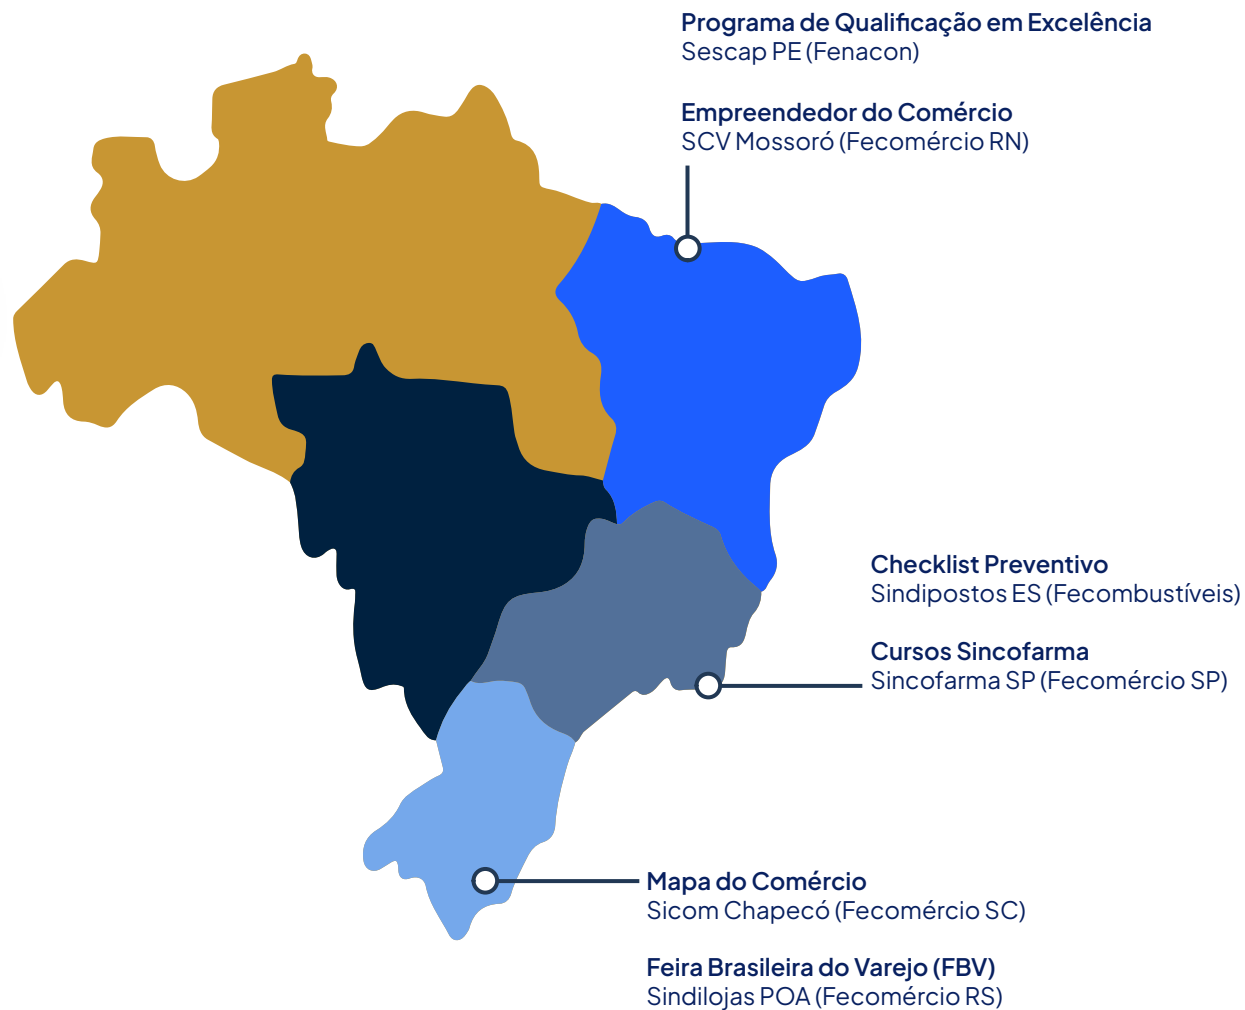 Programa de Qualificação em Excelência
Sescap PE (Fenacon)
Empreendedor do Comércio
SCV Mossoró (Fecomércio RN)
Checklist Preventivo
Sindipostos ES (Fecombustíveis)
Cursos Sincofarma
Sincofarma SP (Fecomércio SP)
Mapa do Comércio
Sicom Chapecó (Fecomércio SC)
Feira Brasileira do Varejo (FBV)
Sindilojas POA (Fecomércio RS)